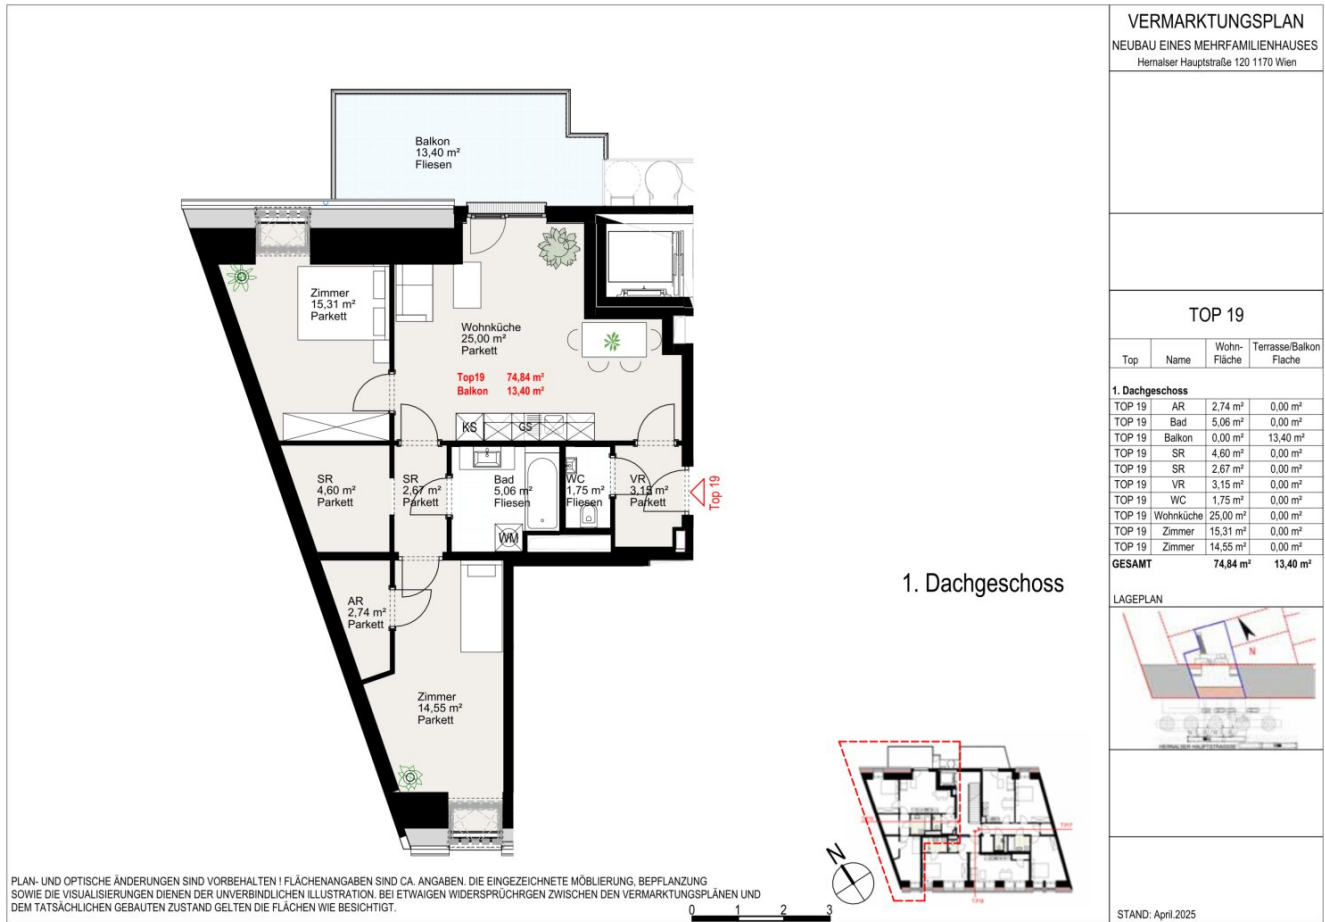 VERMARKTUNGSPLAN
NEUBAU EINES MEHRFAMILIENHAUSES
Hernalser Hauptstraße 120 1170 Wien
Balkon
13,40 m²
Fliesen
Zimmer
15,31 m²
Parkett
Wohnküche
25,00 m²
Parkett
Top19 74,84 m²
Balkon 13,40 m²
KS
GS
SR
4,60 m²
Parkett
SR
2,67 m²
Parkett
Bad
5,06 m²
Fliesen
WM
WC
1,75 m²
Fliesen
VR
3,15 m²
Parkett
Top 19
AR
2,74 m²
Parkett
Zimmer
14,55 m²
Parkett
1. Dachgeschoss
N
0 1 2 3
PLAN- UND OPTISCHE ÄNDERUNGEN SIND VORBEHALTEN ! FLÄCHENANGABEN SIND CA. ANGABEN. DIE EINGEZEICHNETE MÖBLIERUNG, BEPFLANZUNG
SOWIE DIE VISUALISIERUNGEN DIENEN DER UNVERBINDLICHEN ILLUSTRATION. BEI ETWAIGEN WIDERSPRÜCHRGEN ZWISCHEN DEN VERMARKTUNGSPLÄNEN UND
DEM TATSÄCHLICHEN GEBAUTEN ZUSTAND GELTEN DIE FLÄCHEN WIE BESICHTIGT.
TOP 19
Top Name Wohn-Fläche Terrasse/Balkon Flache
1. Dachgeschoss
TOP 19 AR 2,74 m² 0,00 m²
TOP 19 Bad 5,06 m² 0,00 m²
TOP 19 Balkon 0,00 m² 13,40 m²
TOP 19 SR 4,60 m² 0,00 m²
TOP 19 SR 2,67 m² 0,00 m²
TOP 19 VR 3,15 m² 0,00 m²
TOP 19 WC 1,75 m² 0,00 m²
TOP 19 Wohnküche 25,00 m² 0,00 m²
TOP 19 Zimmer 15,31 m² 0,00 m²
TOP 19 Zimmer 14,55 m² 0,00 m²
GESAMT 74,84 m² 13,40 m²
LAGEPLAN
N
HERNALSER HAUPTSTRASSE
STAND: April.2025